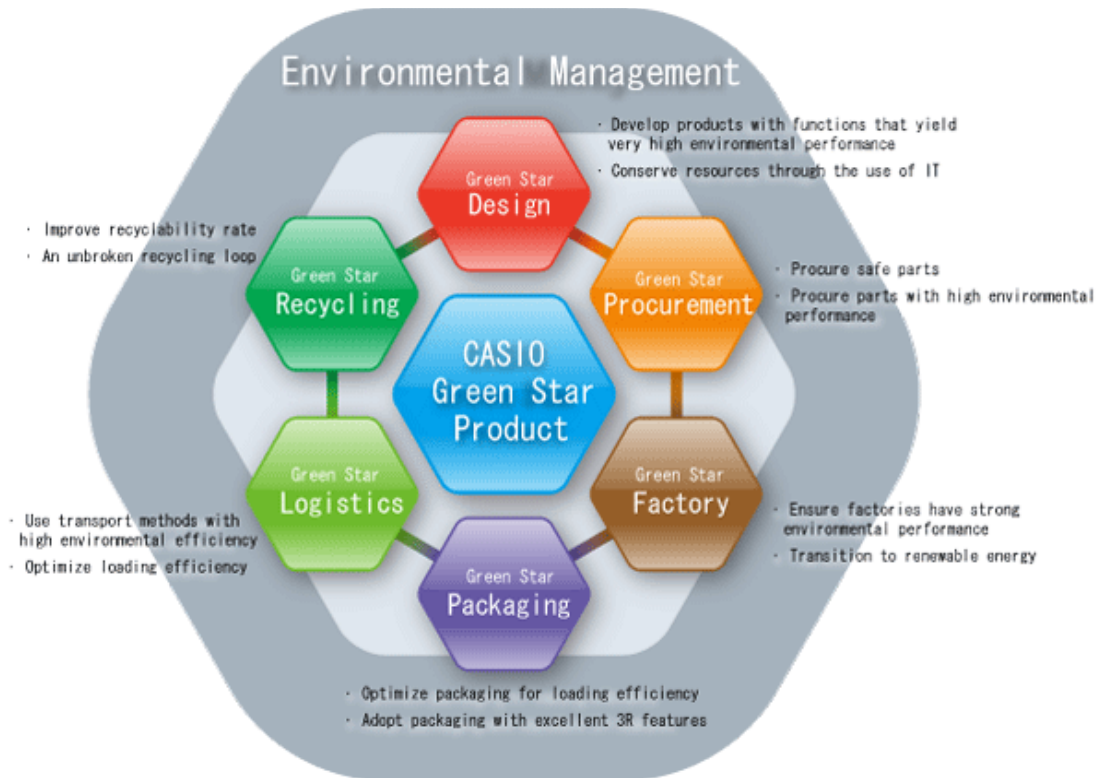 Environmental Management
Green Star
Design
· Develop products with functions that yield
very high environmental performance
· Conserve resources through the use of IT
Green Star
Procurement
· Procure safe parts
· Procure parts with high environmental
performance
Green Star
Factory
· Ensure factories have strong
environmental performance
· Transition to renewable energy
Green Star
Packaging
· Optimize packaging for loading efficiency
· Adopt packaging with excellent 3R features
Green Star
Logistics
· Use transport methods with
high environmental efficiency
· Optimize loading efficiency
Green Star
Recycling
· Improve recyclability rate
· An unbroken recycling loop
CASIO
Green Star
Product